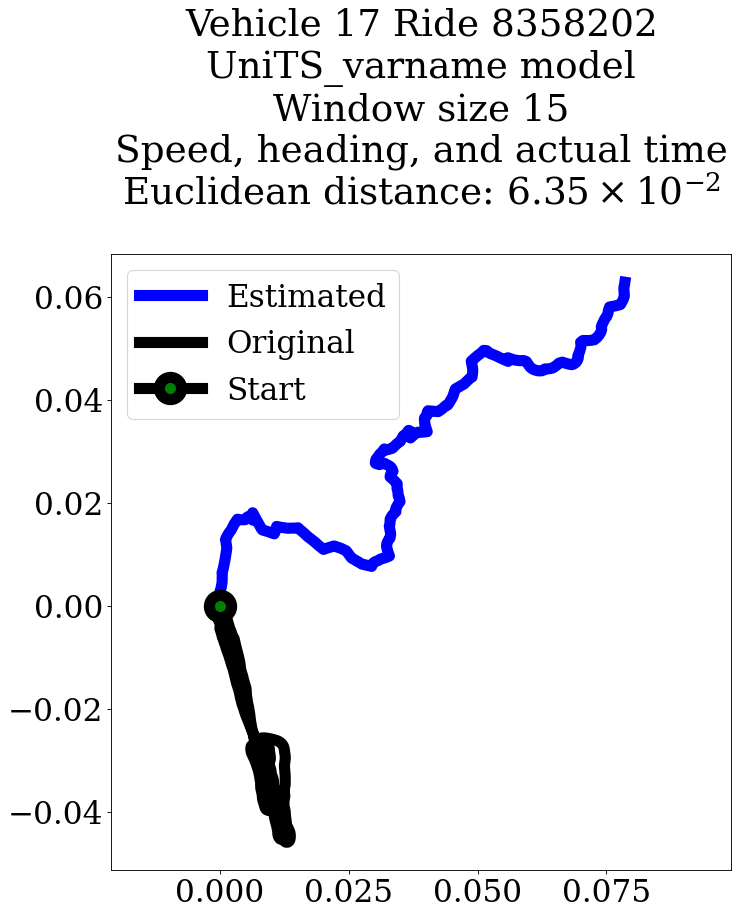 Vehicle 17 Ride 8358202
UniTS_varname model
Window size 15
Speed, heading, and actual time
Euclidean distance: 6.35 × 10⁻²
Estimated
Original
Start
0.06
0.04
0.02
0.00
−0.02
−0.04
0.000 0.025 0.050 0.075